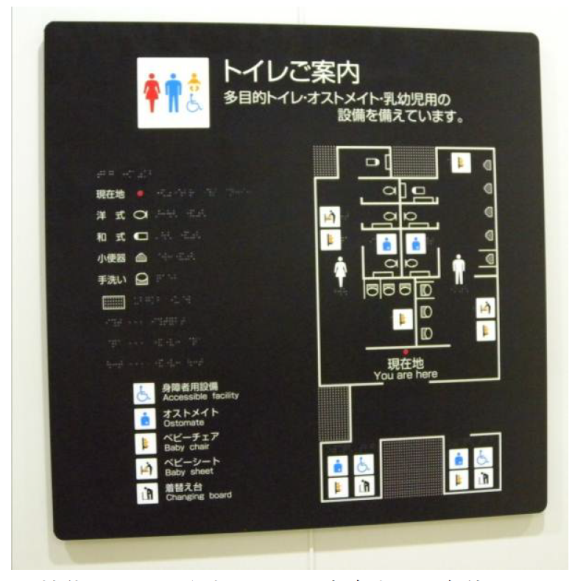 トイレご案内
多目的トイレ・オストメイト・乳幼児用の
設備を備えています。
現在地
洋 式
和 式
小便器
手洗い
身障者用設備
Accessible facility
オストメイト
Ostomate
ベビーチェア
Baby chair
ベビーシート
Baby sheet
着替え台
Changing board
現在地
You are here